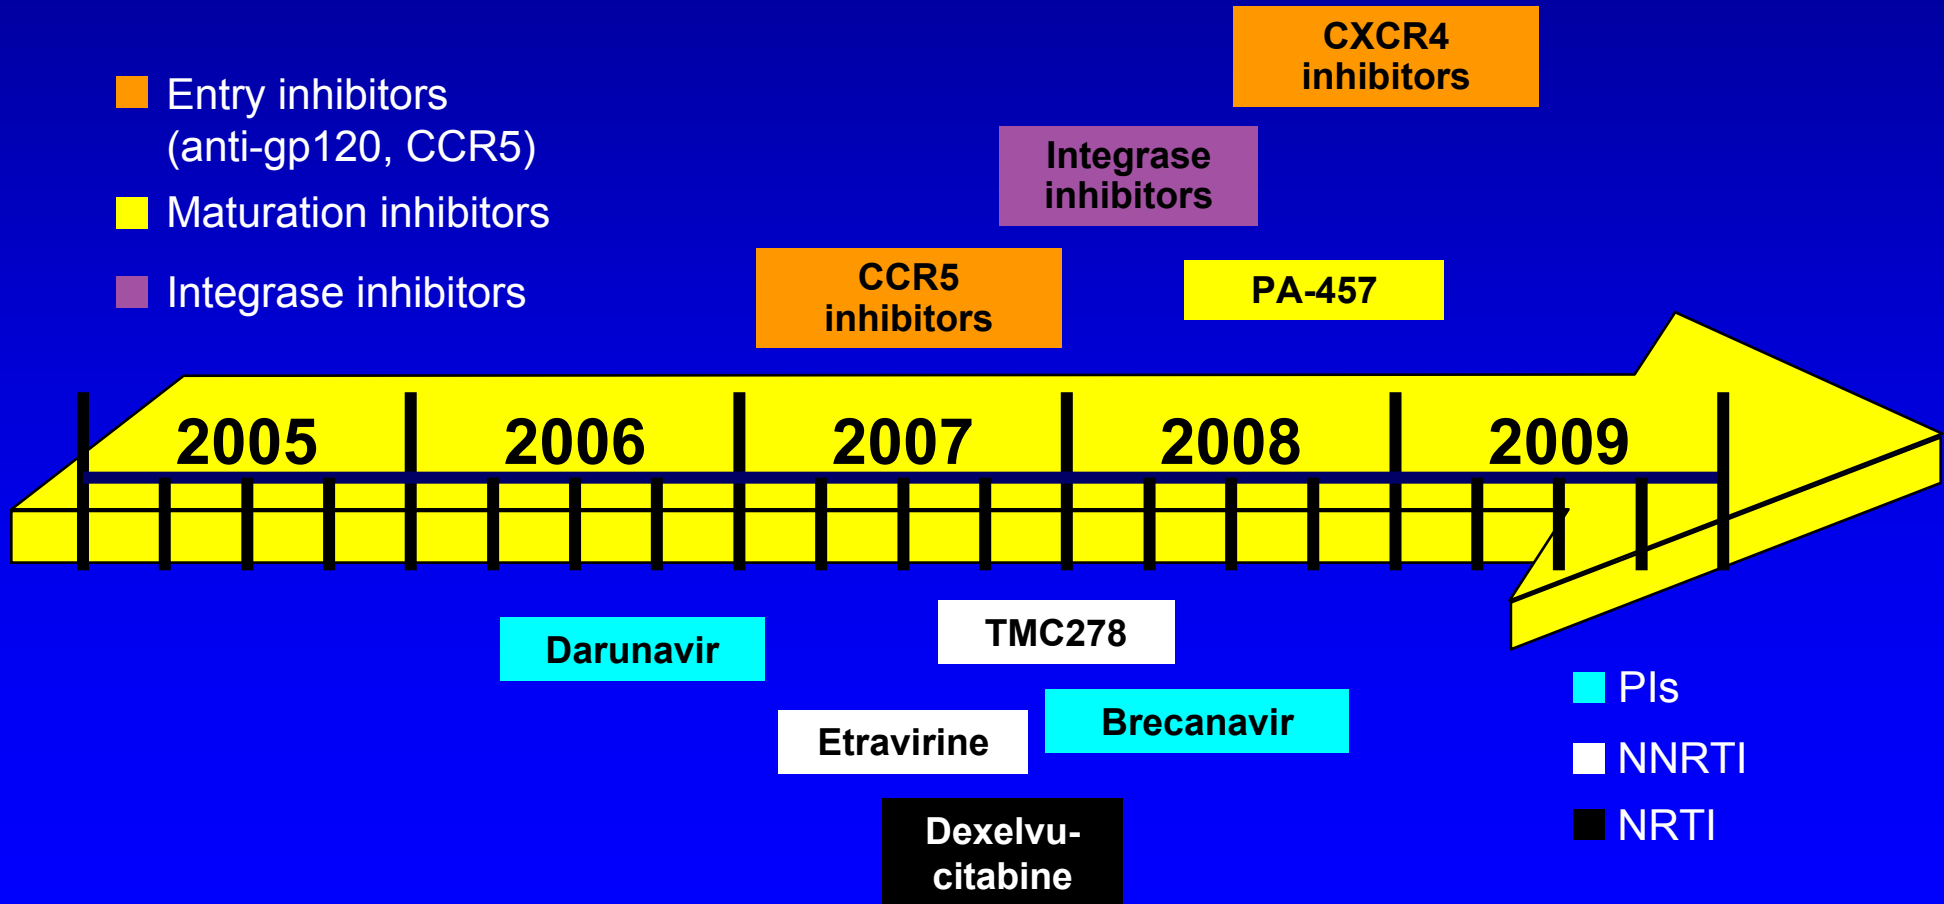 CXCR4
inhibitors
Entry inhibitors
(anti-gp120, CCR5)
Integrase
inhibitors
Maturation inhibitors
CCR5
inhibitors
PA-457
Integrase inhibitors
2005
2006
2007
2008
2009
Darunavir
TMC278
Etravirine
Brecanavir
Dexelvu-
citabine
PIs
NNRTI
NRTI